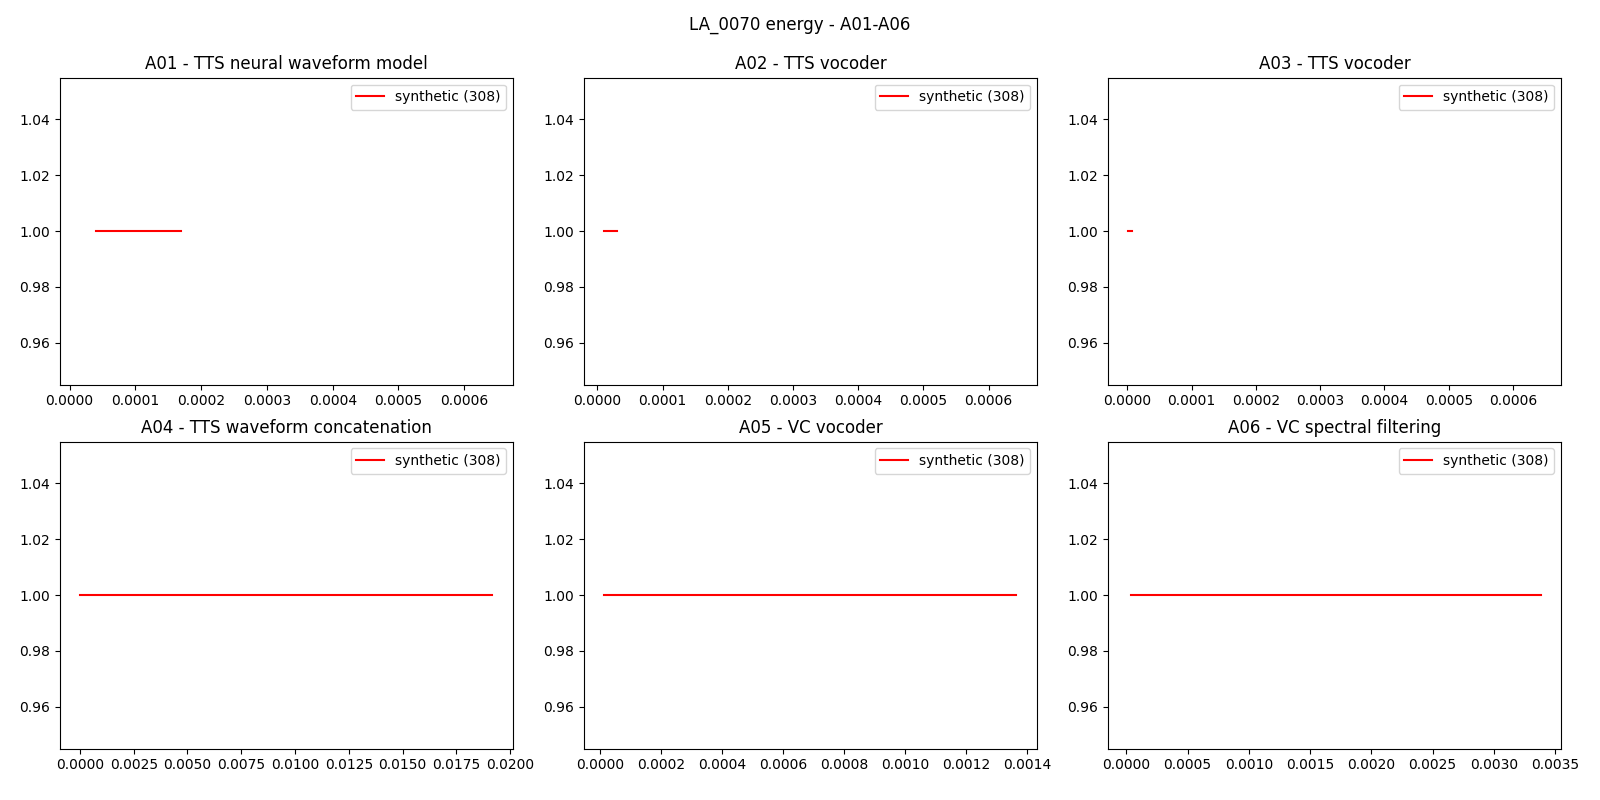 LA_0070 energy - A01-A06
A01 - TTS neural waveform model
synthetic (308)
1.04
1.02
1.00
0.98
0.96
0.0000 0.0001 0.0002 0.0003 0.0004 0.0005 0.0006
A02 - TTS vocoder
synthetic (308)
1.04
1.02
1.00
0.98
0.96
0.0000 0.0001 0.0002 0.0003 0.0004 0.0005 0.0006
A03 - TTS vocoder
synthetic (308)
1.04
1.02
1.00
0.98
0.96
0.0000 0.0001 0.0002 0.0003 0.0004 0.0005 0.0006
A04 - TTS waveform concatenation
synthetic (308)
1.04
1.02
1.00
0.98
0.96
0.0000 0.0025 0.0050 0.0075 0.0100 0.0125 0.0150 0.0175 0.0200
A05 - VC vocoder
synthetic (308)
1.04
1.02
1.00
0.98
0.96
0.0000 0.0002 0.0004 0.0006 0.0008 0.0010 0.0012 0.0014
A06 - VC spectral filtering
synthetic (308)
1.04
1.02
1.00
0.98
0.96
0.0000 0.0005 0.0010 0.0015 0.0020 0.0025 0.0030 0.0035